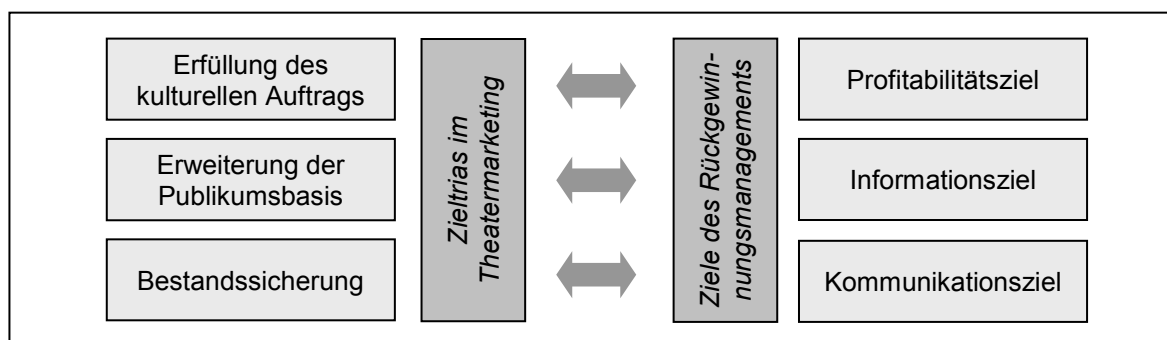 Erfüllung des
kulturellen Auftrags
Erweiterung der
Publikumsbasis
Bestandssicherung
Zieltrias im
Theatermarketing
Ziele des Rückgewin-
nungsmanagements
Profitabilitätsziel
Informationsziel
Kommunikationsziel